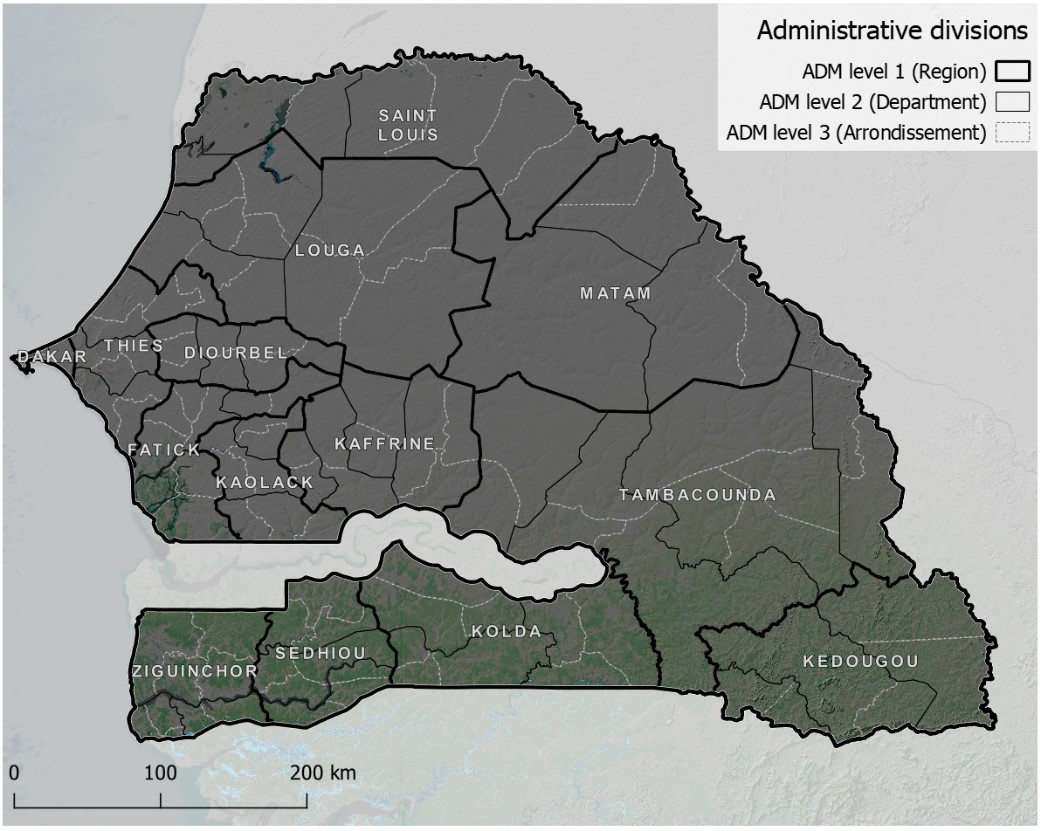 Administrative divisions
ADM level 1 (Region)
ADM level 2 (Department)
ADM level 3 (Arrondissement)
SAINT
LOUIS
LOUGA
MATAM
DAKAR
THIES
DIOURBEL
FATICK
KAOLACK
KAFFRINE
TAMBACOUNDA
ZIGUINCHOR
SEDHIOU
KOLDA
KEDOUGOU
0 100 200 km